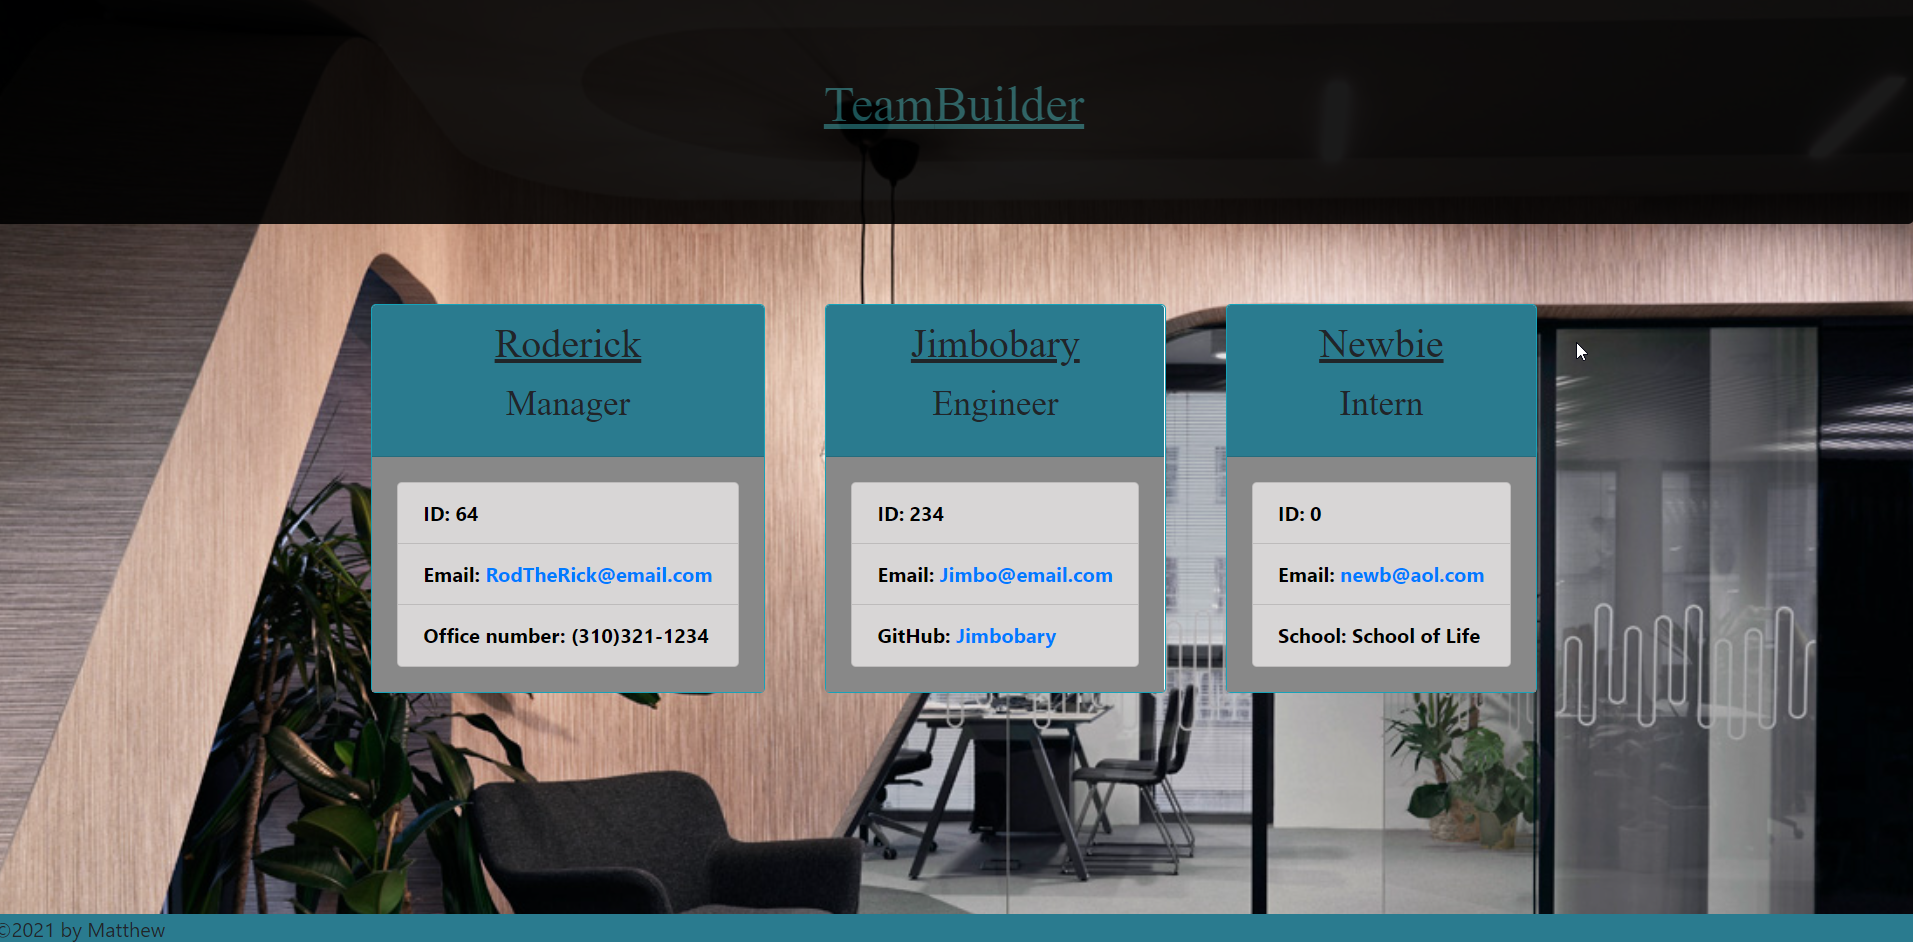 TeamBuilder
Roderick
Manager
ID: 64
Email: RodTheRick@email.com
Office number: (310)321-1234
Jimbobary
Engineer
ID: 234
Email: Jimbo@email.com
GitHub: Jimbobary
Newbie
Intern
ID: 0
Email: newb@aol.com
School: School of Life
©2021 by Matthew